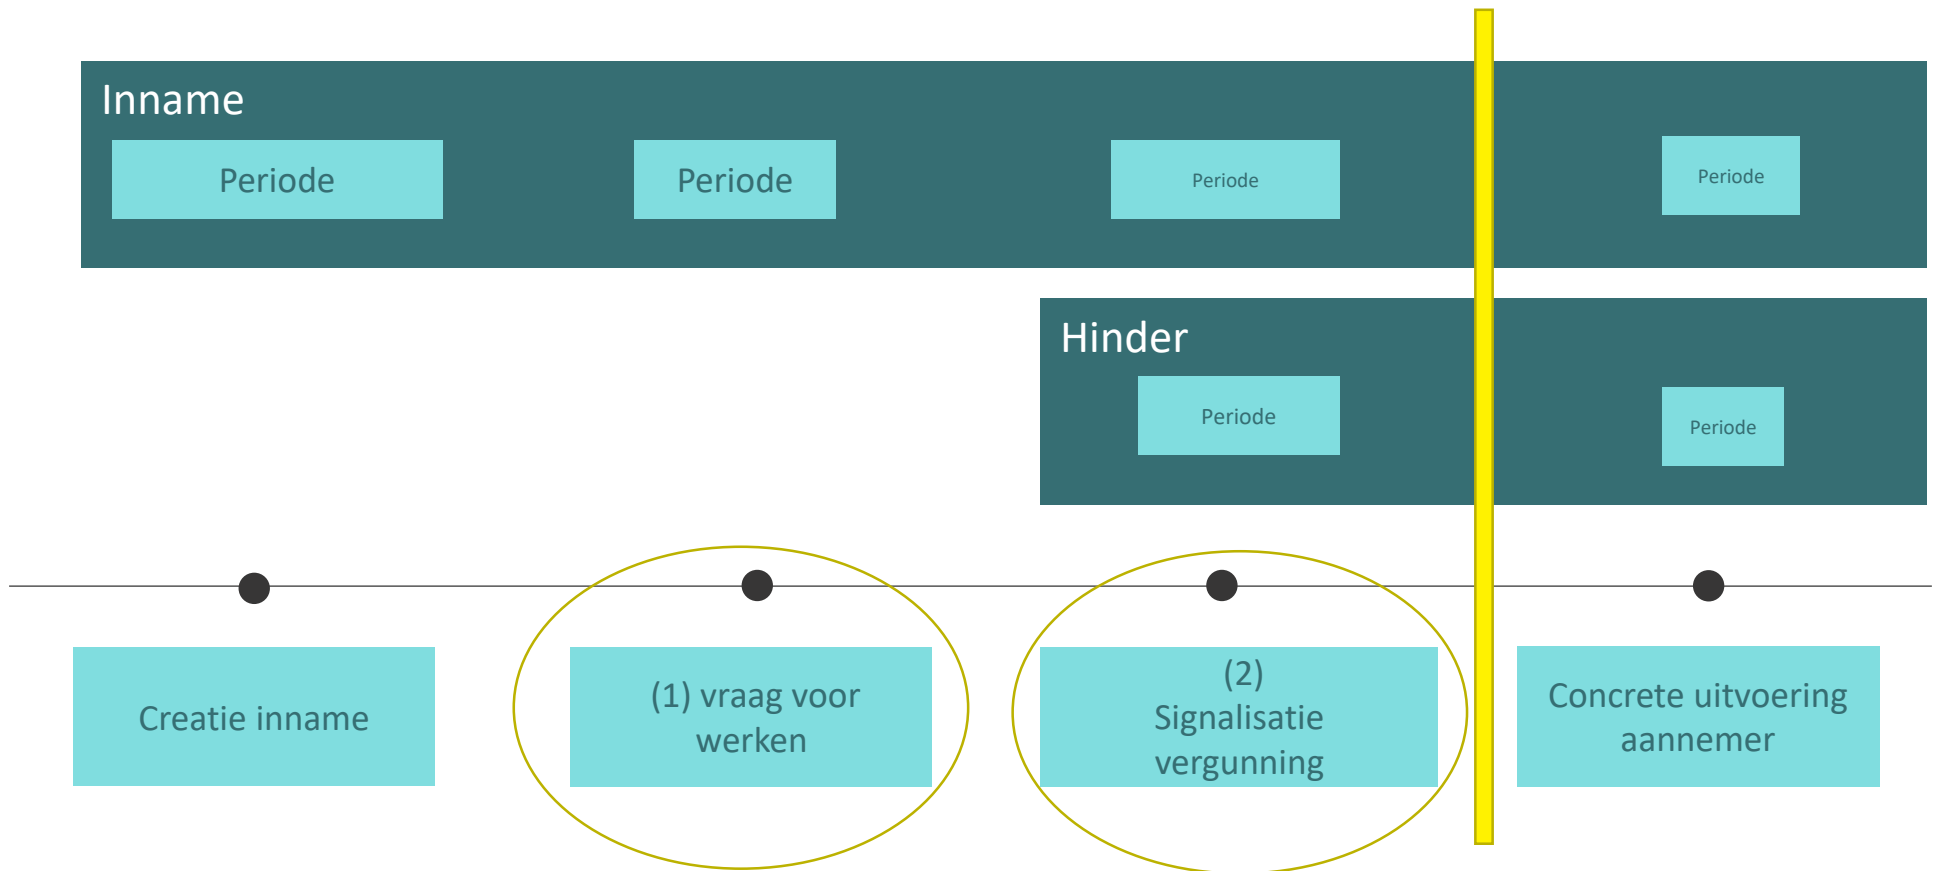 Inname
Periode
Periode
Periode
Periode
Hinder
Periode
Periode
Creatie inname
(1) vraag voor
werken
(2)
Signalisatie
vergunning
Concrete uitvoering
aannemer